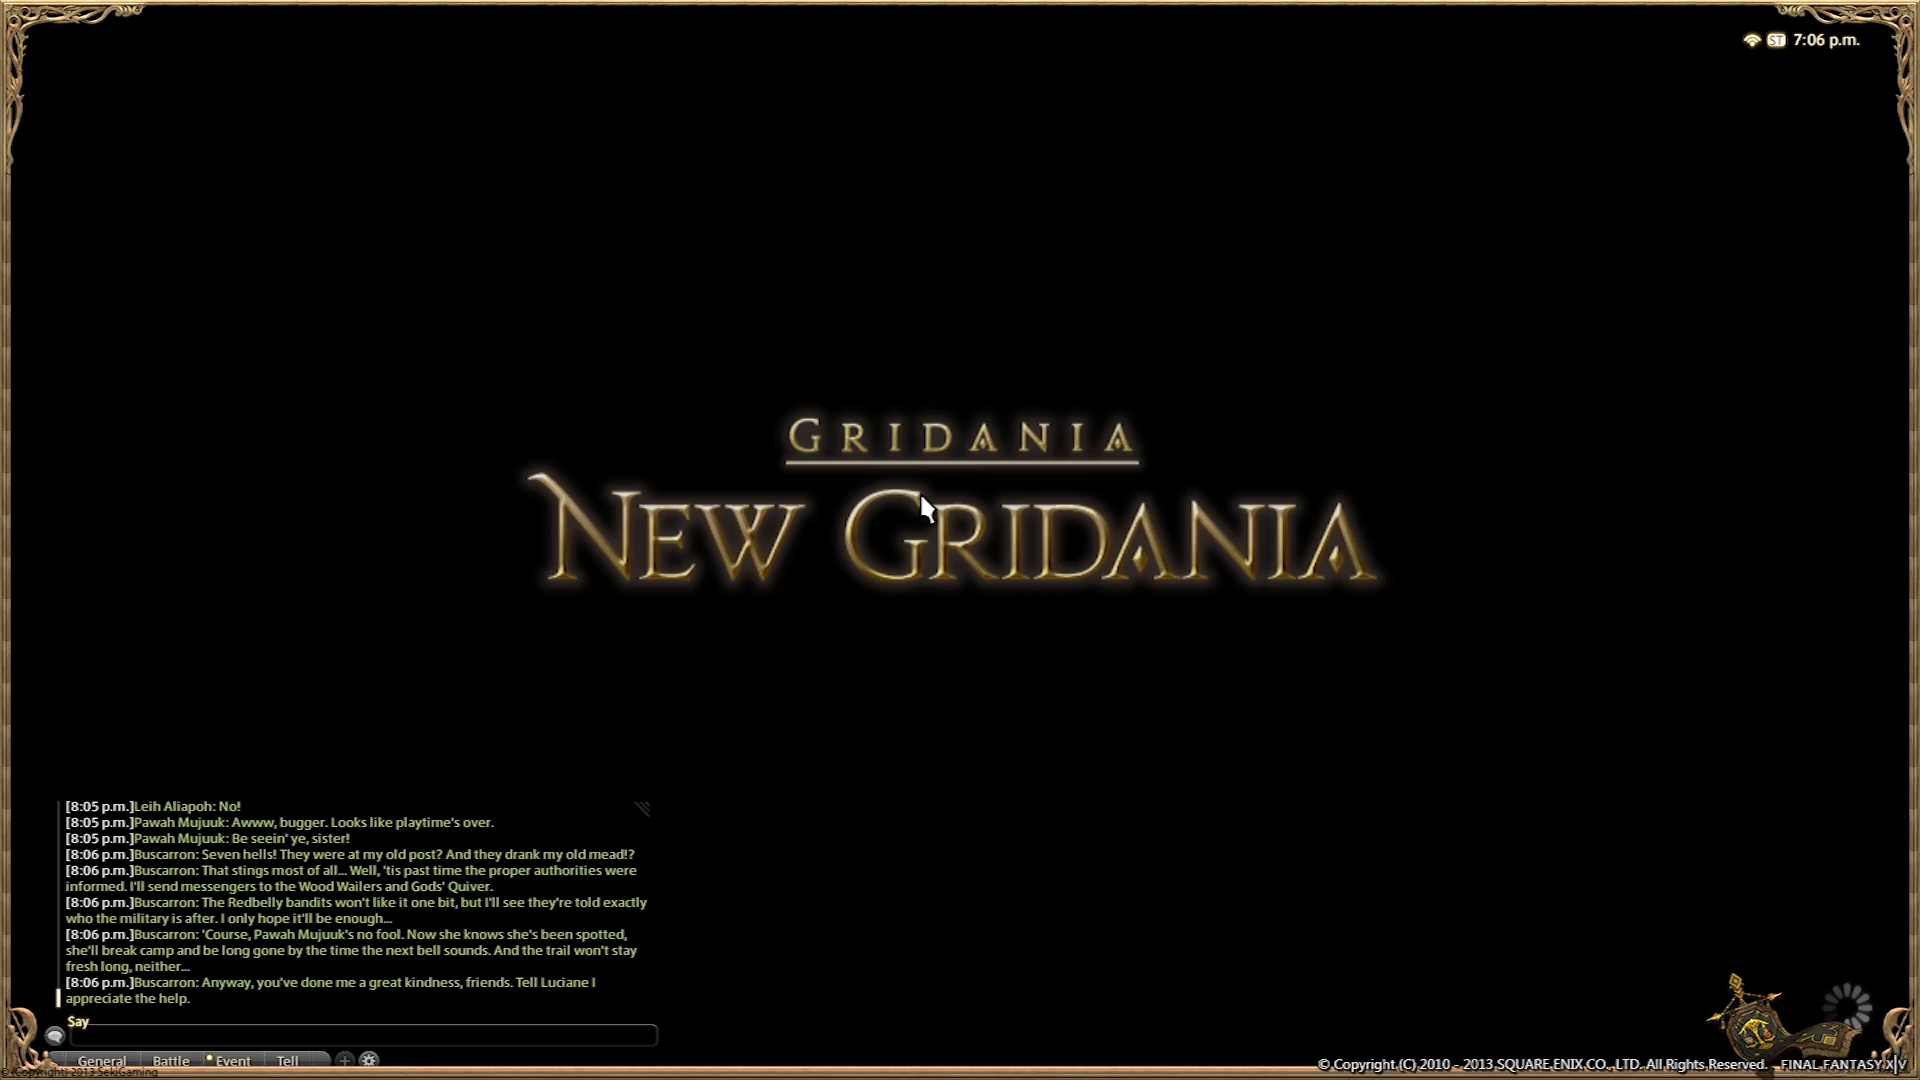 ST 7:06 p.m.
GRIDANIA
NEW GRIDANIA
[8:05 p.m.]Leih Aliapoh: No!
[8:05 p.m.]Pawah Mujuuk: Awww, bugger. Looks like playtime's over.
[8:05 p.m.]Pawah Mujuuk: Be seein' ye, sister!
[8:06 p.m.]Buscarron: Seven hells! They were at my old post? And they drank my old mead!?
[8:06 p.m.]Buscarron: That stings most of all... Well, 'tis past time the proper authorities were
informed. I'll send messengers to the Wood Wailers and Gods' Quiver.
[8:06 p.m.]Buscarron: The Redbelly bandits won't like it one bit, but I'll see they're told exactly
who the military is after. I only hope it'll be enough...
[8:06 p.m.]Buscarron: 'Course, Pawah Mujuuk's no fool. Now she knows she's been spotted,
she'll break camp and be long gone by the time the next bell sounds. And the trail won't stay
fresh long, neither...
[8:06 p.m.]Buscarron: Anyway, you've done me a great kindness, friends. Tell Luciane I
appreciate the help.
Say
General Battle Event Tell
© (Copyright) 2013 SekiGaming
© Copyright (C) 2010 - 2013 SQUARE ENIX CO., LTD. All Rights Reserved. - FINAL FANTASY XIV